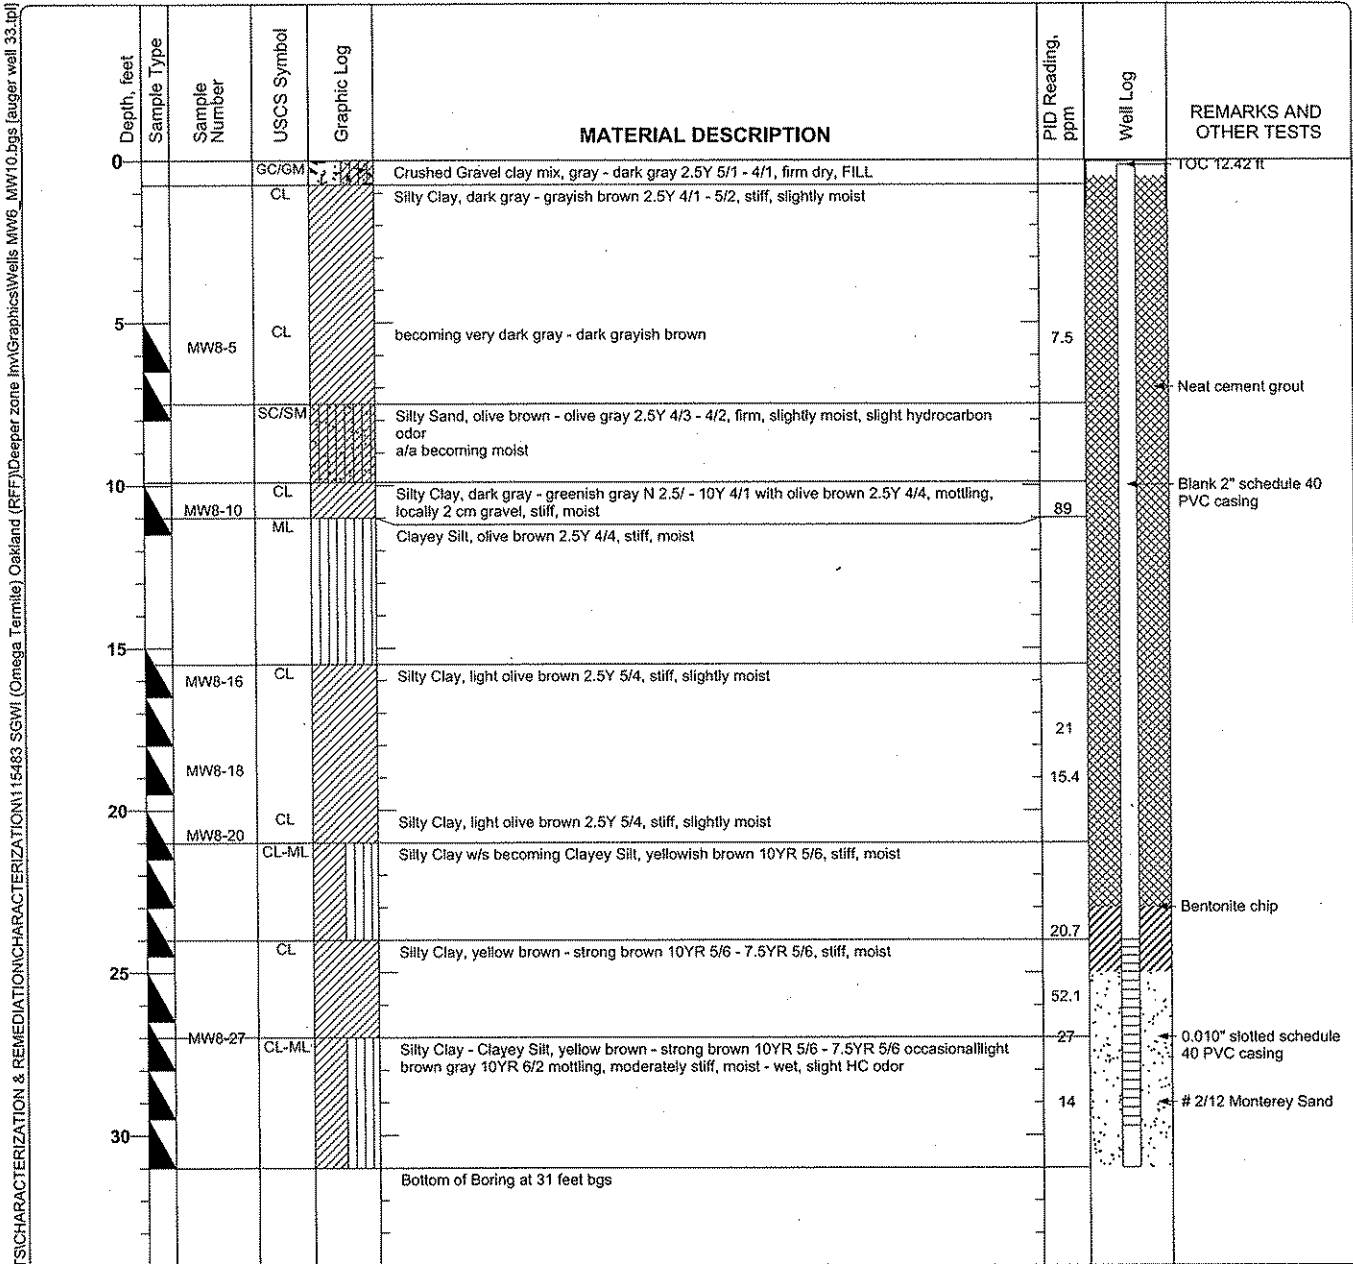 TS\CHARACTERIZATION & REMEDIATION\CHARACTERIZATION\115483 SGWI (Omega Termite) Oakland (RFF)\Deeper zone Inv\Graphics\Wells MW6_MW10.bgs [auger well 33.tpl]
Depth, feet
Sample Type
Sample
Number
USCS Symbol
Graphic Log
MATERIAL DESCRIPTION
PID Reading,
ppm
Well Log
REMARKS AND
OTHER TESTS
0
GC/GM
Crushed Gravel clay mix, gray - dark gray 2.5Y 5/1 - 4/1, firm dry, FILL
TOC 12.42 ft
CL
Silty Clay, dark gray - grayish brown 2.5Y 4/1 - 5/2, stiff, slightly moist
5
MW8-5
CL
becoming very dark gray - dark grayish brown
7.5
Neat cement grout
SC/SM
Silty Sand, olive brown - olive gray 2.5Y 4/3 - 4/2, firm, slightly moist, slight hydrocarbon
odor
a/a becoming moist
10
MW8-10
CL
Silty Clay, dark gray - greenish gray N 2.5/ - 10Y 4/1 with olive brown 2.5Y 4/4, mottling,
locally 2 cm gravel, stiff, moist
89
Blank 2" schedule 40
PVC casing
ML
Clayey Silt, olive brown 2.5Y 4/4, stiff, moist
15
MW8-16
CL
Silty Clay, light olive brown 2.5Y 5/4, stiff, slightly moist
21
MW8-18
15.4
20
MW8-20
CL
Silty Clay, light olive brown 2.5Y 5/4, stiff, slightly moist
CL-ML
Silty Clay w/s becoming Clayey Silt, yellowish brown 10YR 5/6, stiff, moist
Bentonite chip
20.7
CL
Silty Clay, yellow brown - strong brown 10YR 5/6 - 7.5YR 5/6, stiff, moist
25
52.1
MW8-27
27
0.010" slotted schedule
40 PVC casing
CL-ML
Silty Clay - Clayey Silt, yellow brown - strong brown 10YR 5/6 - 7.5YR 5/6 occasionalllight
brown gray 10YR 6/2 mottling, moderately stiff, moist - wet, slight HC odor
14
# 2/12 Monterey Sand
30
Bottom of Boring at 31 feet bgs